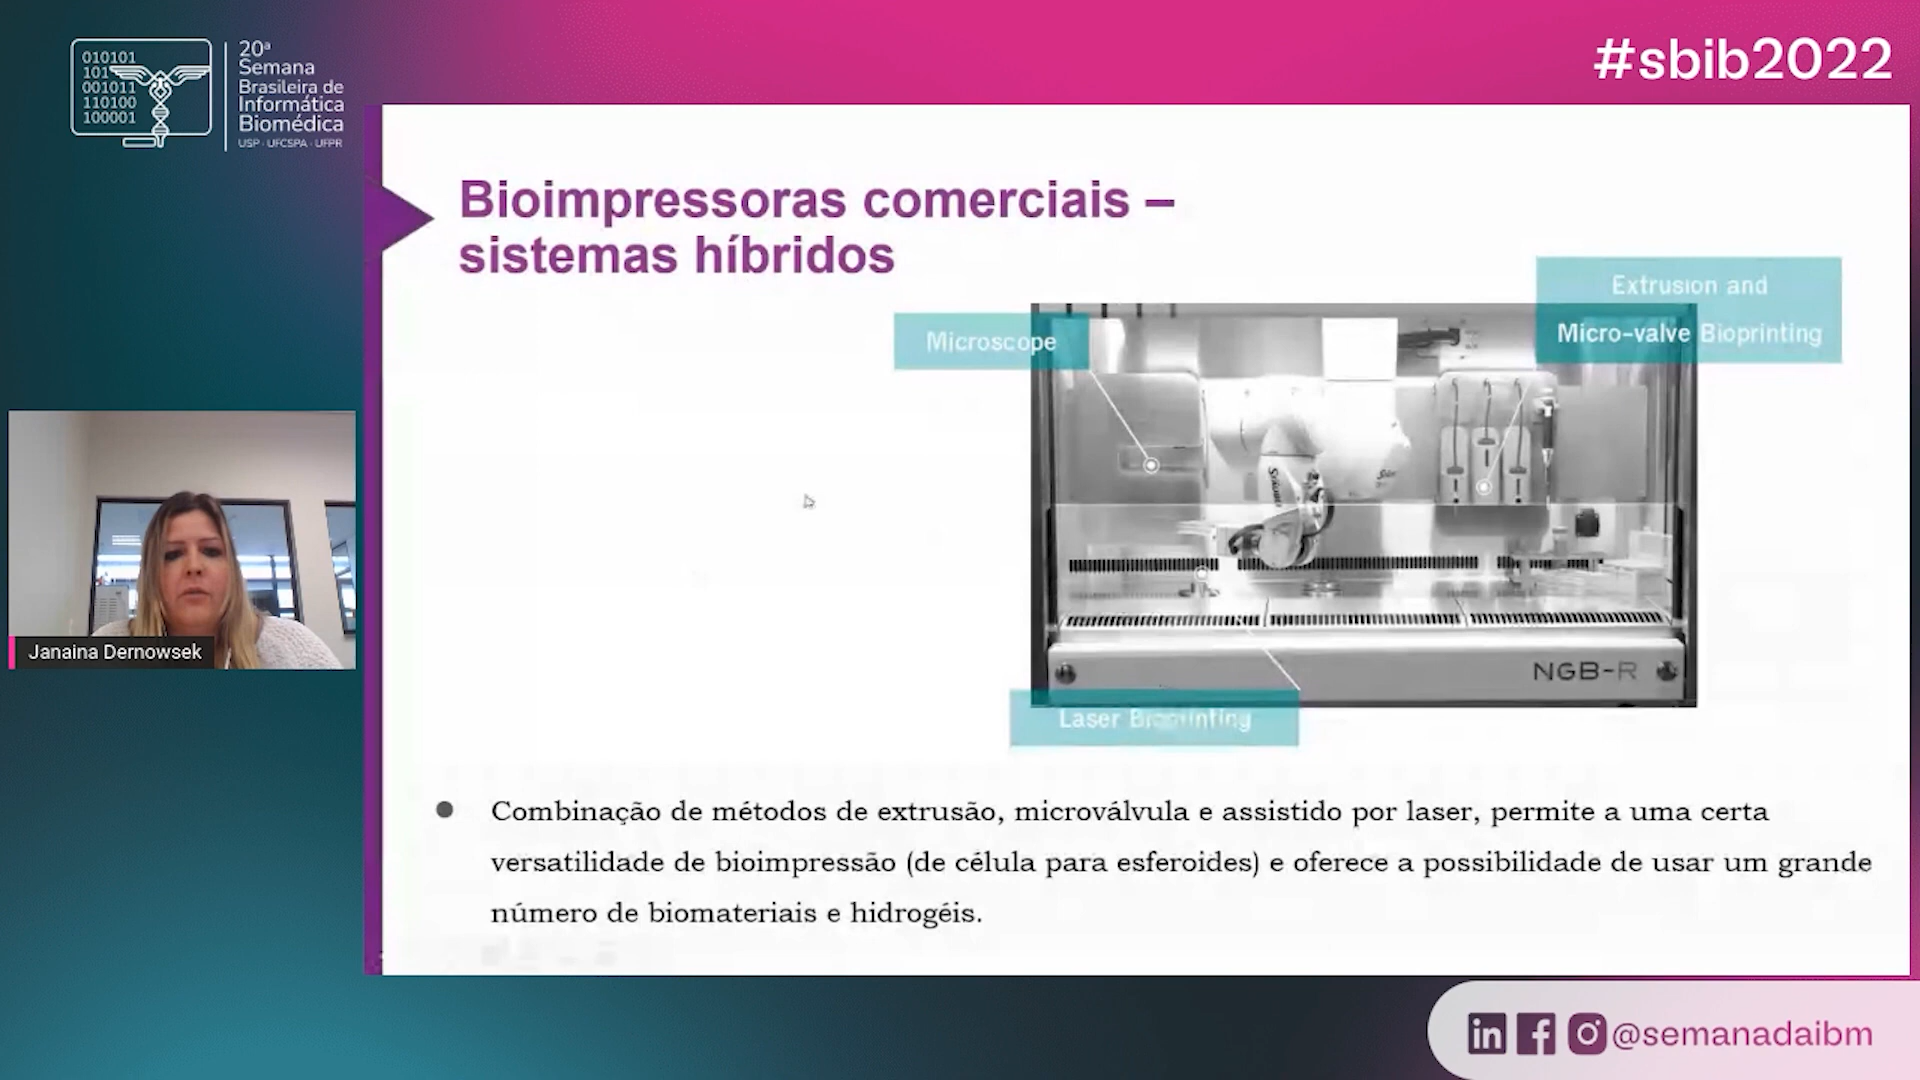 010101
101
001011
110100
100001
20ª
Semana
Brasileira de
Informática
Biomédica
USP · UFCSPA · UFPR
#sbib2022
Bioimpressoras comerciais –
sistemas híbridos
Extrusion and
Micro-valve Bioprinting
Microscope
NGB-R
Laser Bioprinting
Janaina Dernowsek
Combinação de métodos de extrusão, microválvula e assistido por laser, permite a uma certa
versatilidade de bioimpressão (de célula para esferoides) e oferece a possibilidade de usar um grande
número de biomateriais e hidrogéis.
in f @semanadaibm